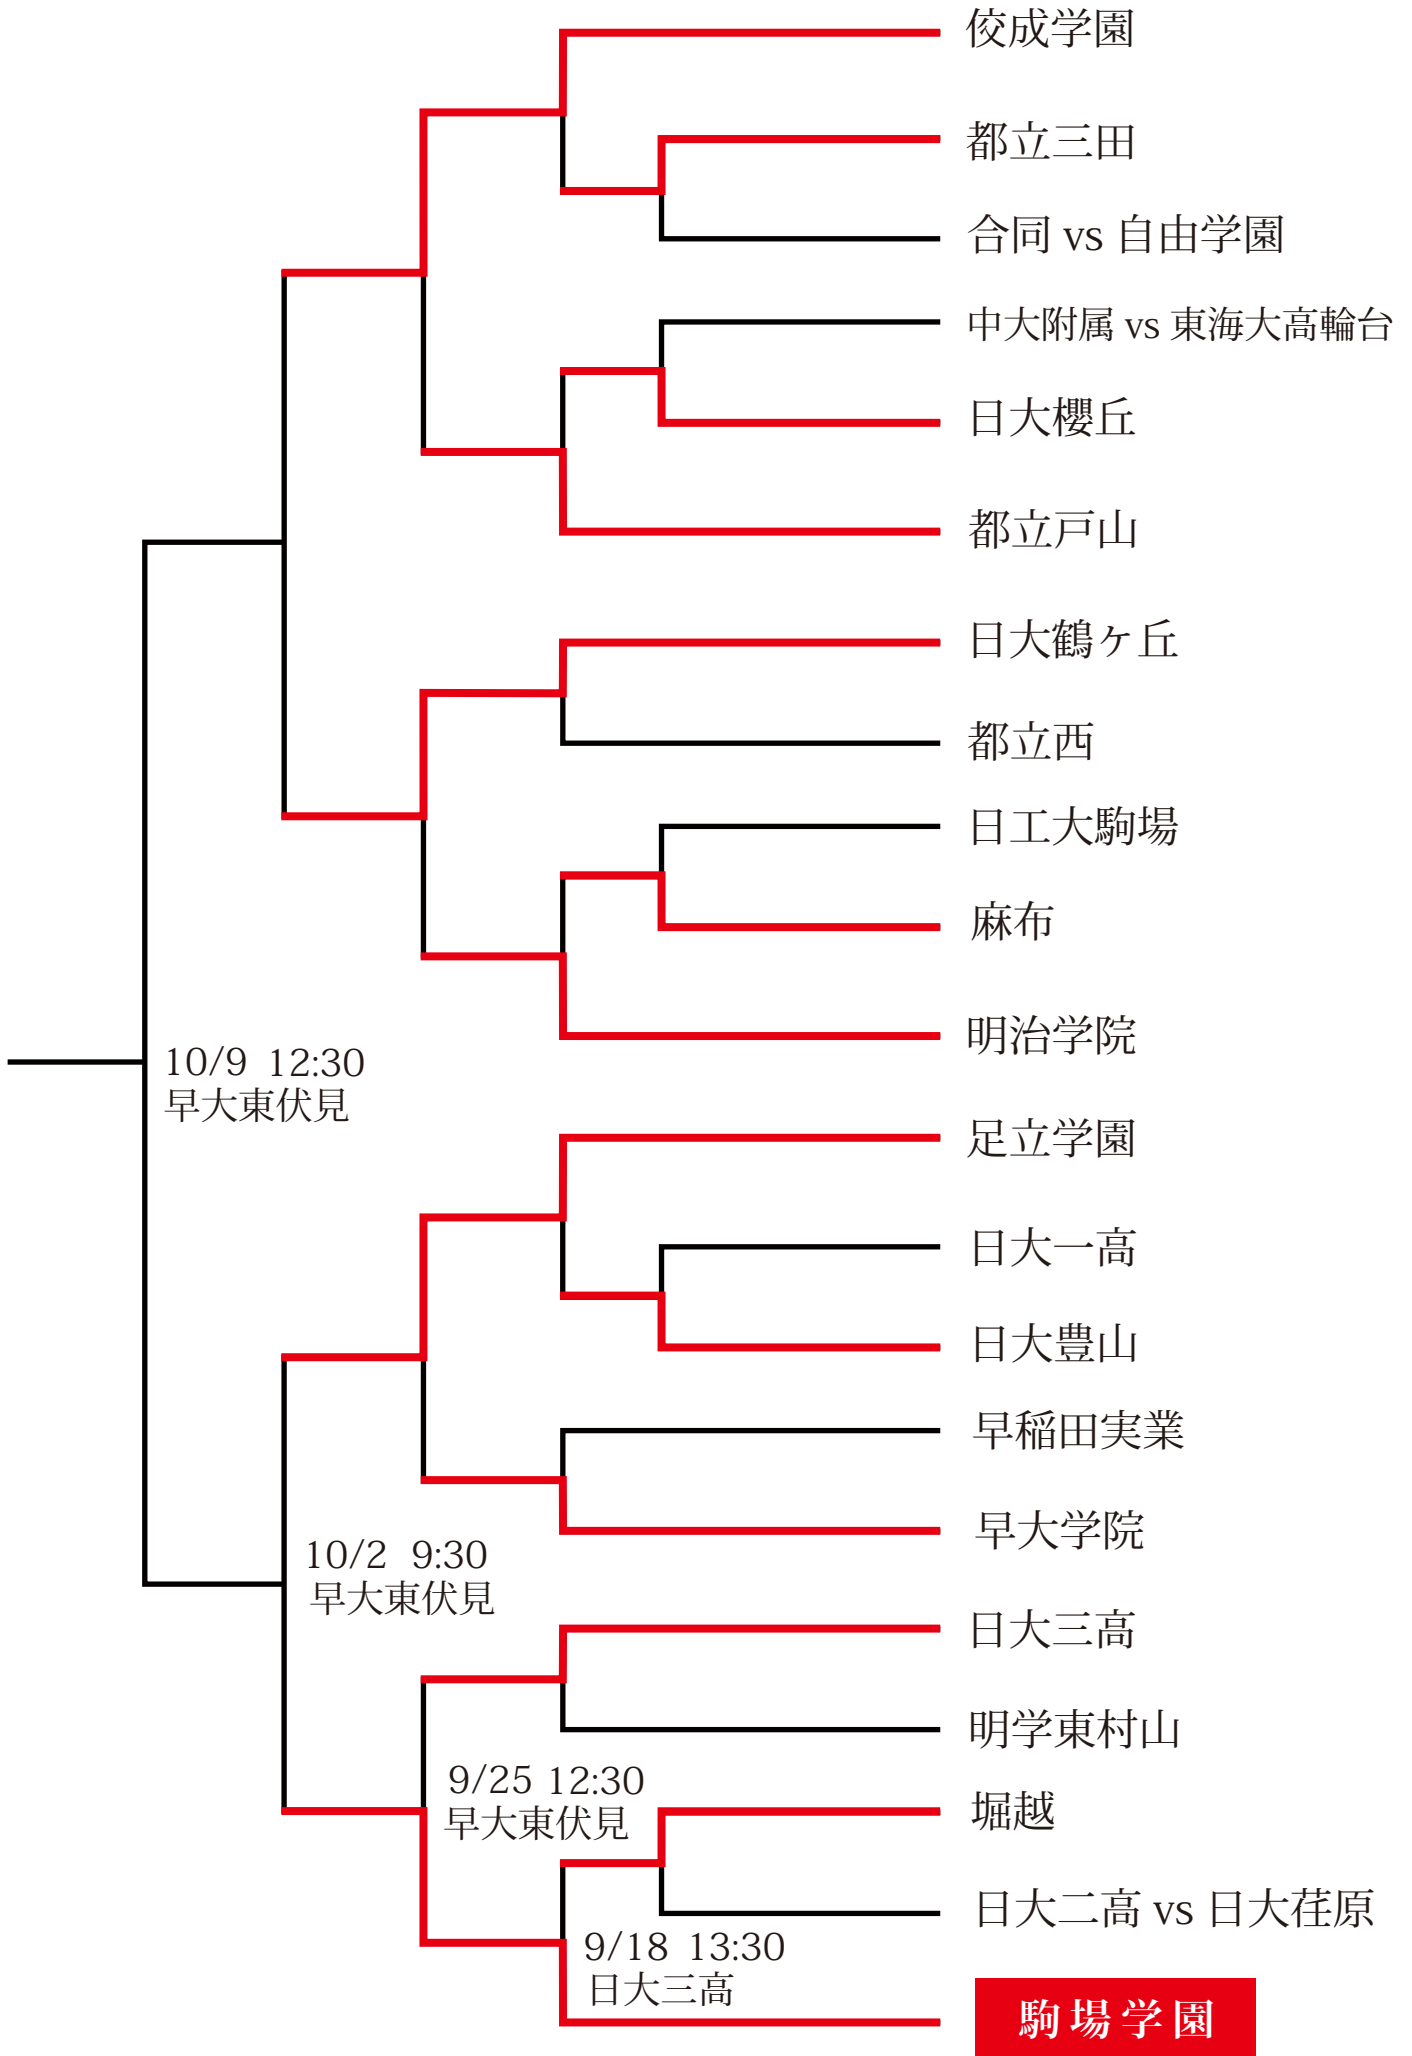 佼成学園
都立三田
合同 vs 自由学園
中大附属 vs 東海大高輪台
日大櫻丘
都立戸山
日大鶴ヶ丘
都立西
日工大駒場
麻布
明治学院
10/9 12:30
早大東伏見
足立学園
日大一高
日大豊山
早稲田実業
早大学院
10/2 9:30
早大東伏見
日大三高
明学東村山
9/25 12:30
早大東伏見
堀越
日大二高 vs 日大荏原
9/18 13:30
日大三高
駒場学園